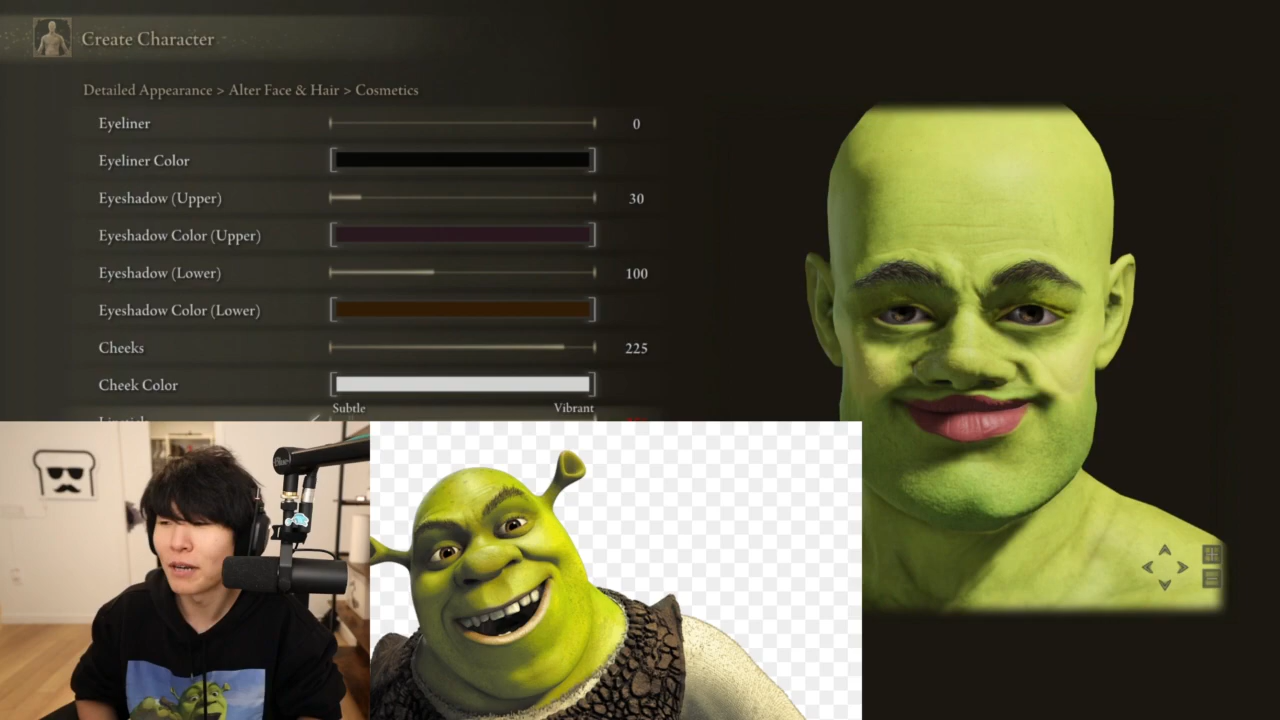 Create Character
Detailed Appearance > Alter Face & Hair > Cosmetics
Eyeliner 0
Eyeliner Color
Eyeshadow (Upper) 30
Eyeshadow Color (Upper)
Eyeshadow (Lower) 100
Eyeshadow Color (Lower)
Cheeks 225
Cheek Color
Subtle Vibrant